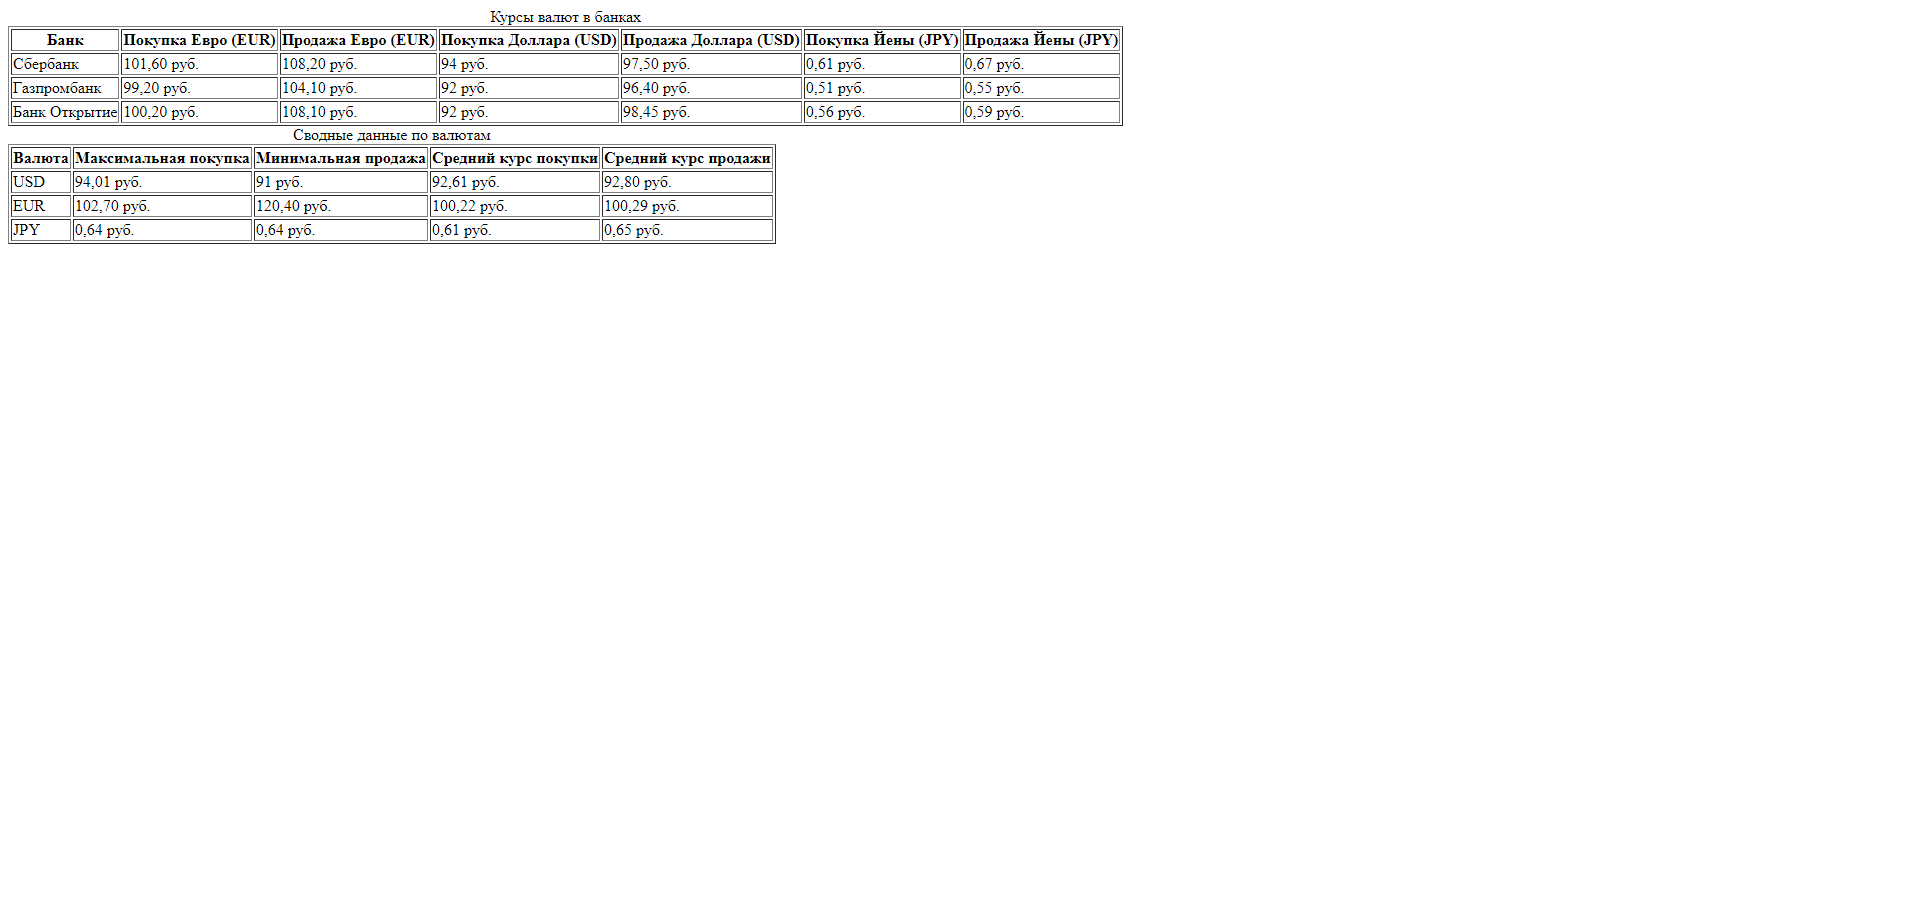 Курсы валют в банках
Банк Покупка Евро (EUR) Продажа Евро (EUR) Покупка Доллара (USD) Продажа Доллара (USD) Покупка Йены (JPY) Продажа Йены (JPY)
Сбербанк 101,60 руб. 108,20 руб. 94 руб. 97,50 руб. 0,61 руб. 0,67 руб.
Газпромбанк 99,20 руб. 104,10 руб. 92 руб. 96,40 руб. 0,51 руб. 0,55 руб.
Банк Открытие 100,20 руб. 108,10 руб. 92 руб. 98,45 руб. 0,56 руб. 0,59 руб.
Сводные данные по валютам
Валюта Максимальная покупка Минимальная продажа Средний курс покупки Средний курс продажи
USD 94,01 руб. 91 руб. 92,61 руб. 92,80 руб.
EUR 102,70 руб. 120,40 руб. 100,22 руб. 100,29 руб.
JPY 0,64 руб. 0,64 руб. 0,61 руб. 0,65 руб.